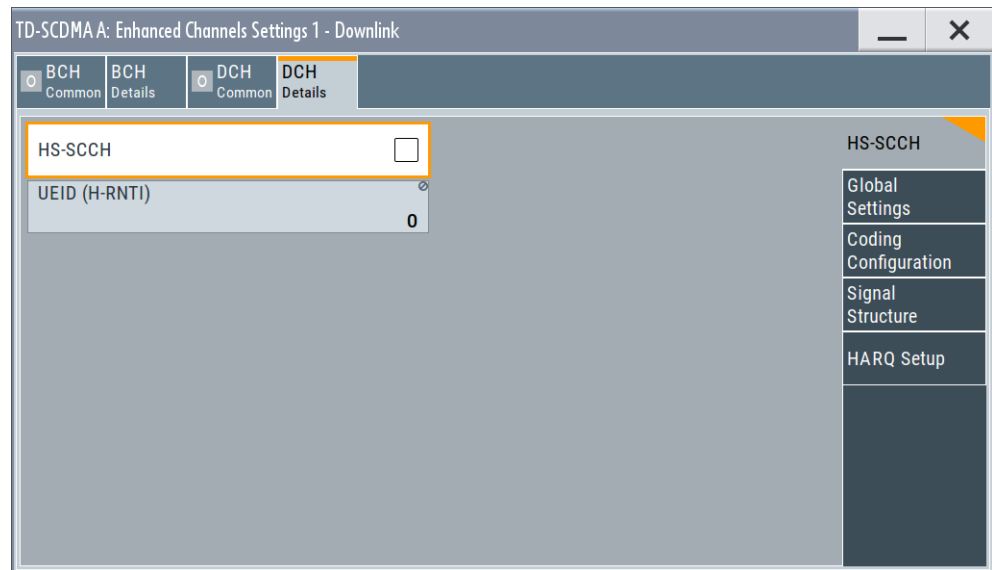 TD-SCDMA A: Enhanced Channels Settings 1 - Downlink
BCH
Common
BCH
Details
DCH
Common
DCH
Details
HS-SCCH
UEID (H-RNTI)
0
HS-SCCH
Global
Settings
Coding
Configuration
Signal
Structure
HARQ Setup